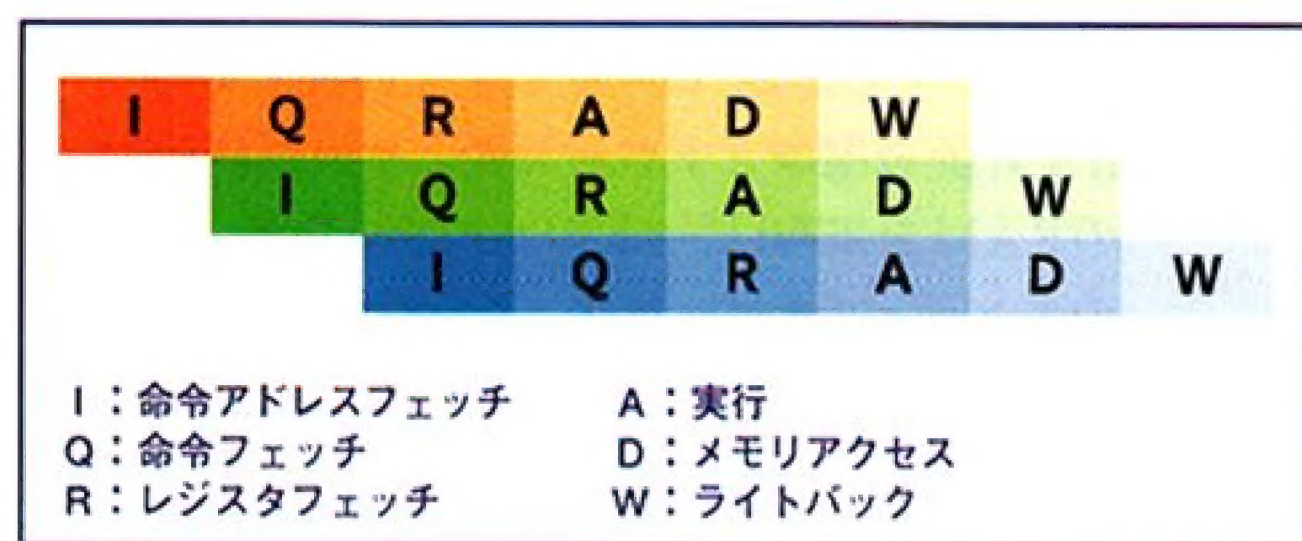 I Q R A D W
I Q R A D W
I Q R A D W
I：命令アドレスフェッチ
Q：命令フェッチ
R：レジスタフェッチ
A：実行
D：メモリアクセス
W：ライトバック